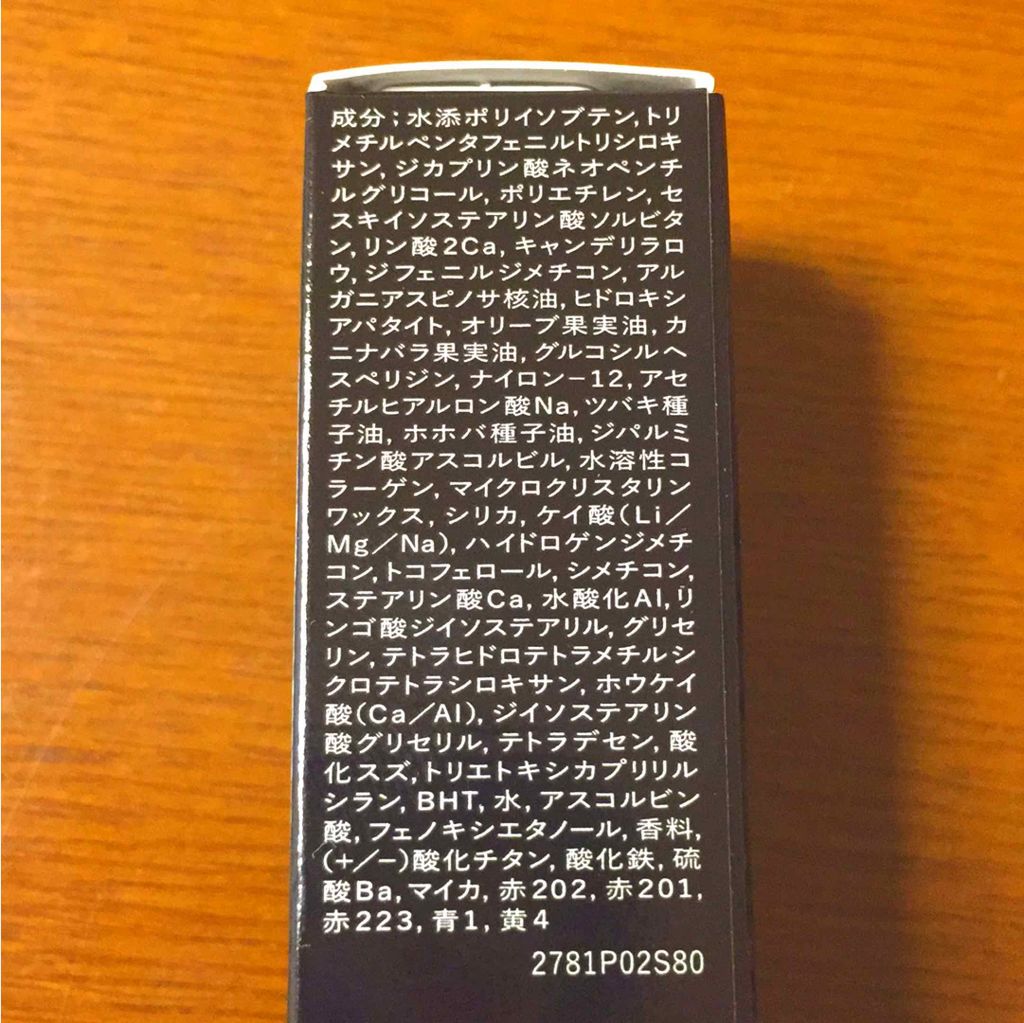 成分；水添ポリイソブテン,トリ
メチルペンタフェニルトリシロキ
サン,ジカプリン酸ネオペンチ
ルグリコール,ポリエチレン,セ
スキイソステアリン酸ソルビタ
ン,リン酸2Ca,キャンデリラロ
ウ,ジフェニルジメチコン,アル
ガニアスピノサ核油,ヒドロキシ
アパタイト,オリーブ果実油,カ
ニナバラ果実油,グルコシルヘ
スペリジン,ナイロン−12,アセ
チルヒアルロン酸Na,ツバキ種
子油,ホホバ種子油,ジパルミ
チン酸アスコルビル,水溶性コ
ラーゲン,マイクロクリスタリン
ワックス,シリカ,ケイ酸(Li／
Mg／Na),ハイドロゲンジメチ
コン,トコフェロール,シメチコン,
ステアリン酸Ca,水酸化Al,リ
ンゴ酸ジイソステアリル,グリセ
リン,テトラヒドロテトラメチルシ
クロテトラシロキサン,ホウケイ
酸(Ca／Al),ジイソステアリン
酸グリセリル,テトラデセン,酸
化スズ,トリエトキシカプリリル
シラン,BHT,水,アスコルビン
酸,フェノキシエタノール,香料,
(+／−)酸化チタン,酸化鉄,硫
酸Ba,マイカ,赤202,赤201,
赤223,青1,黄4
2781P02S80